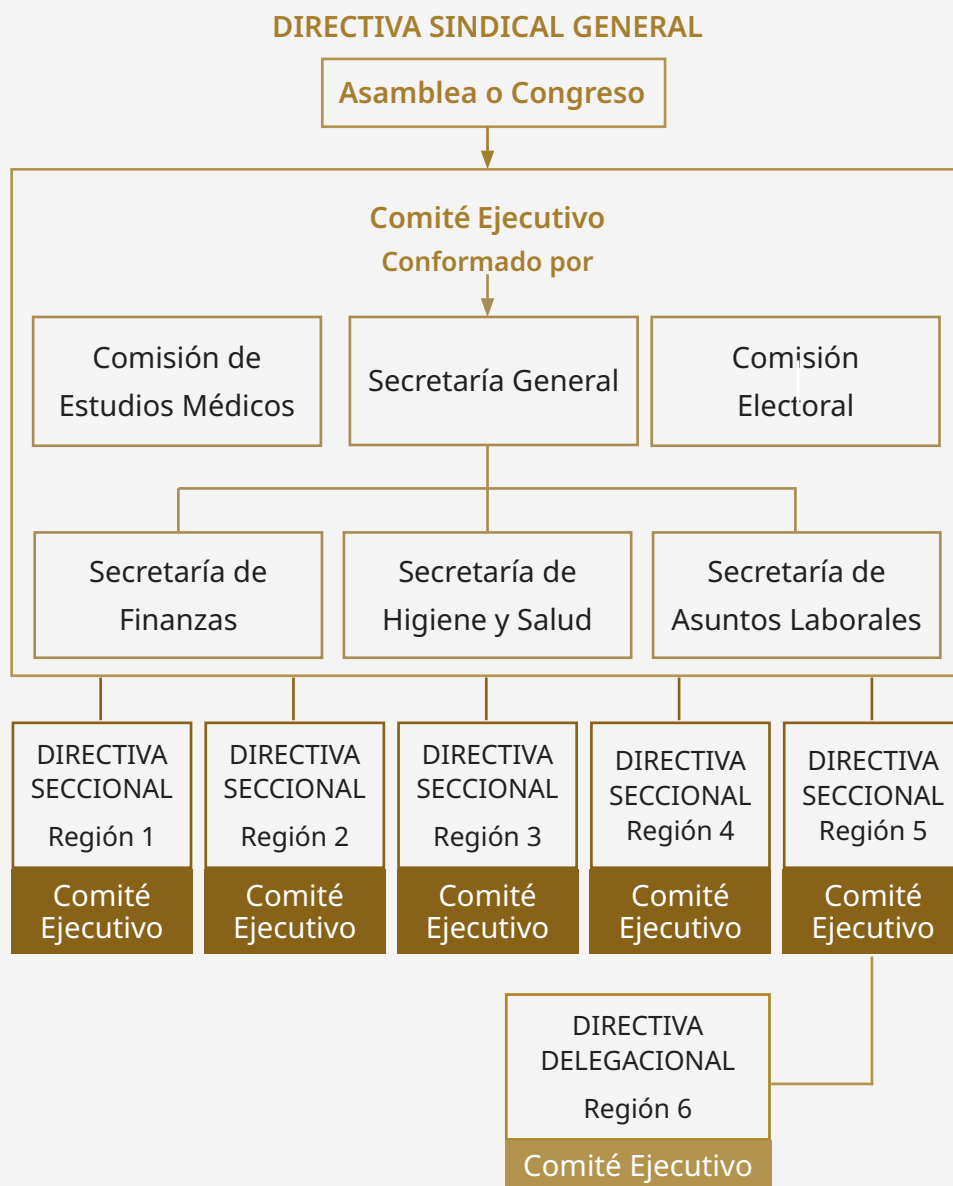 DIRECTIVA SINDICAL GENERAL
Asamblea o Congreso
Comité Ejecutivo
Conformado por
Comisión de
Estudios Médicos
Secretaría General
Comisión
Electoral
Secretaría de
Finanzas
Secretaría de
Higiene y Salud
Secretaría de
Asuntos Laborales
DIRECTIVA
SECCIONAL
Región 1
Comité
Ejecutivo
DIRECTIVA
SECCIONAL
Región 2
Comité
Ejecutivo
DIRECTIVA
SECCIONAL
Región 3
Comité
Ejecutivo
DIRECTIVA
SECCIONAL
Región 4
Comité
Ejecutivo
DIRECTIVA
SECCIONAL
Región 5
Comité
Ejecutivo
DIRECTIVA
DELEGACIONAL
Región 6
Comité Ejecutivo